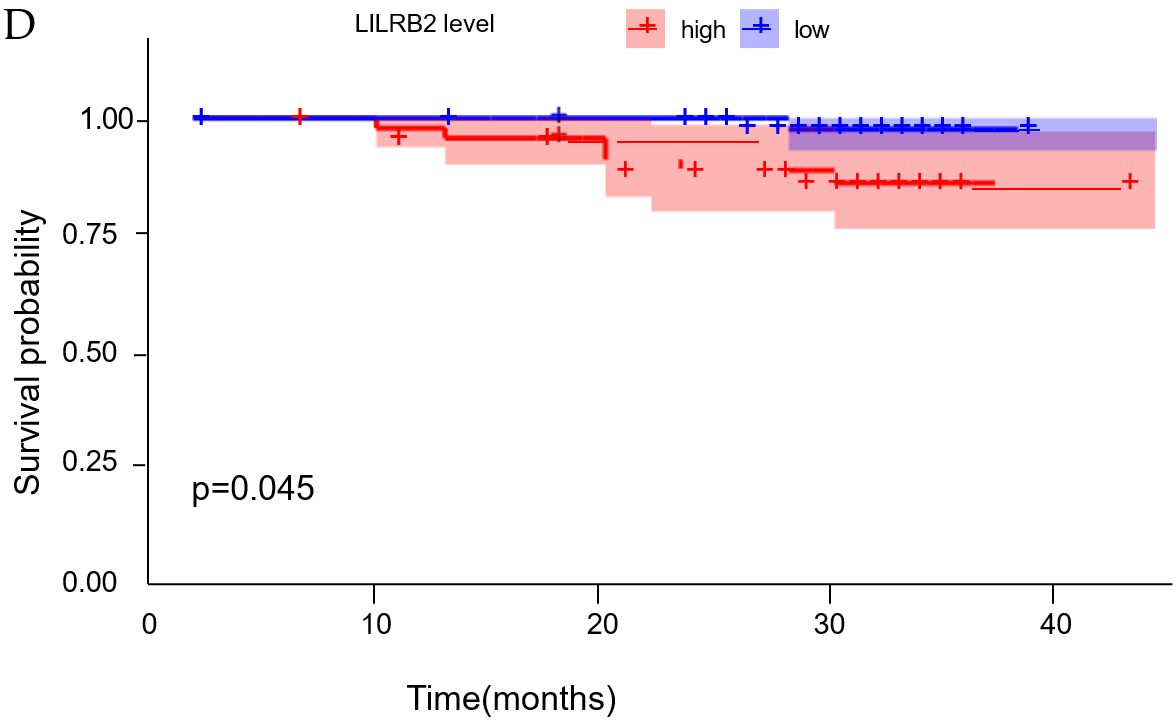 D
LILRB2 level high low
1.00
0.75
0.50
0.25
0.00
Survival probability
p=0.045
0 10 20 30 40
Time(months)